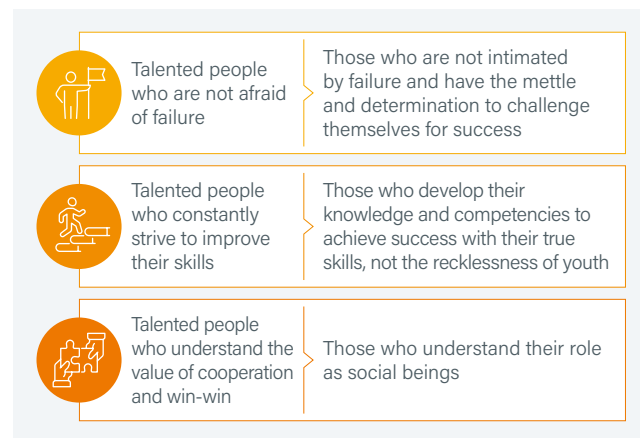 Talented people
who are not afraid
of failure
Those who are not intimated
by failure and have the mettle
and determination to challenge
themselves for success
Talented people
who constantly
strive to improve
their skills
Those who develop their
knowledge and competencies to
achieve success with their true
skills, not the recklessness of youth
Talented people
who understand the
value of cooperation
and win-win
Those who understand their role
as social beings